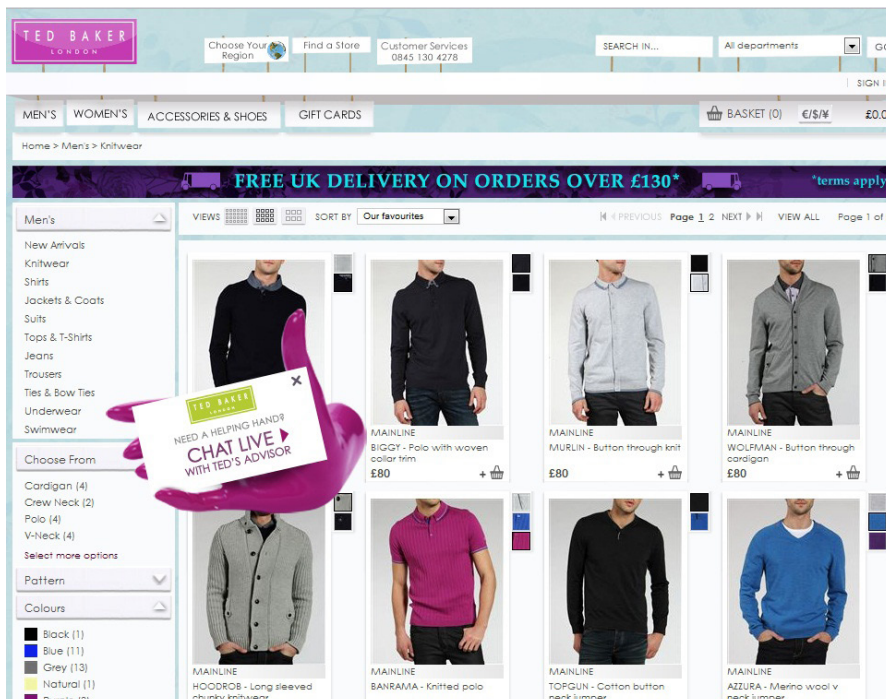 TED BAKER
LONDON
Choose Your
Region
Find a Store
Customer Services
0845 130 4278
SEARCH IN...
All departments
SIGN
MEN'S
WOMEN'S
ACCESSORIES & SHOES
GIFT CARDS
BASKET (0)
€/$/¥
£0.0
Home > Men's > Knitwear
FREE UK DELIVERY ON ORDERS OVER £130*
*terms apply
Men's
VIEWS
SORT BY
Our favourites
PREVIOUS
Page 1 2
NEXT
VIEW ALL
Page 1 of
New Arrivals
Knitwear
Shirts
Jackets & Coats
Suits
Tops & T-Shirts
Jeans
Trousers
Ties & Bow Ties
Underwear
Swimwear
TED BAKER
LONDON
NEED A HELPING HAND?
CHAT LIVE
WITH TED'S ADVISOR
MAINLINE
BIGGY - Polo with woven
collar trim
£80
MAINLINE
MURLIN - Button through knit
£80
MAINLINE
WOLFMAN - Button through
cardigan
£80
Choose From
Cardigan (4)
Crew Neck (2)
Polo (4)
V-Neck (4)
Select more options
Pattern
Colours
Black (1)
Blue (11)
Grey (13)
Natural (1)
MAINLINE
HOODROB - Long sleeved
chunky knitwear
MAINLINE
BANRAMA - Knitted polo
MAINLINE
TOPGUN - Cotton button
neck jumper
MAINLINE
AZZURA - Merino wool v
neck jumper